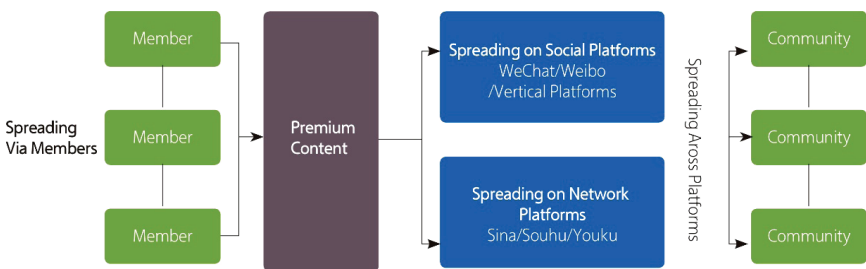 Spreading
Via Members
Member
Member
Member
Premium
Content
Spreading on Social Platforms
WeChat/Weibo
/Vertical Platforms
Spreading on Network
Platforms
Sina/Souhu/Youku
Spreading Aross Platforms
Community
Community
Community